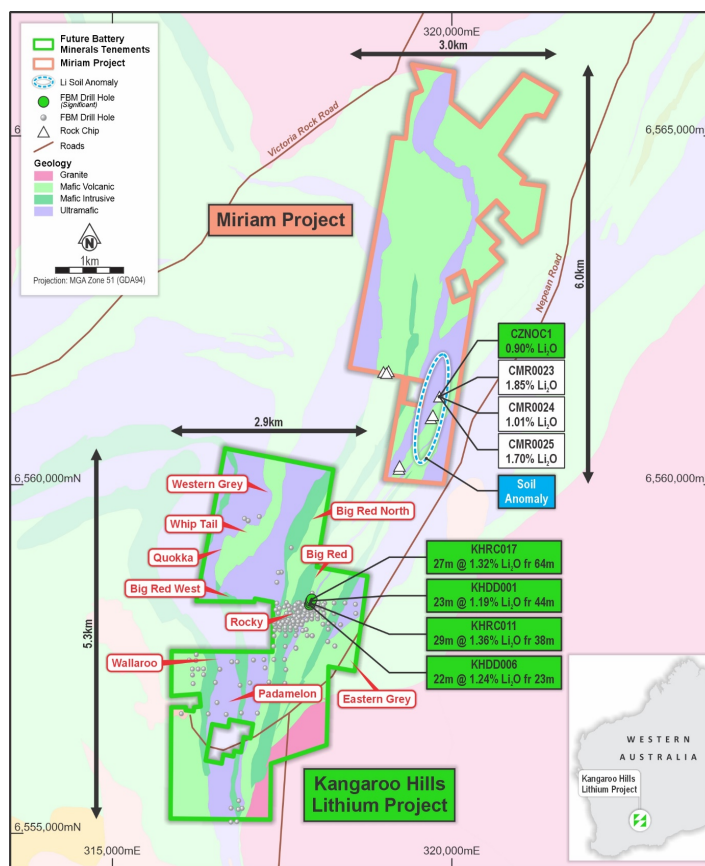 Future Battery
Minerals Tenements
Miriam Project
Li Soil Anomaly
FBM Drill Hole
(Significant)
FBM Drill Hole
Rock Chip
Roads
Geology
Granite
Mafic Volcanic
Mafic Intrusive
Ultramafic
N
1km
Projection: MGA Zone 51 (GDA94)
320,000mE
3.0km
Victoria Rock Road
6,565,000mN
Miriam Project
Nepean Road
6.0km
CZNOC1
0.90% Li₂O
CMR0023
1.85% Li₂O
CMR0024
1.01% Li₂O
CMR0025
1.70% Li₂O
2.9km
6,560,000mN
6,560,000mN
Soil
Anomaly
Western Grey
Whip Tail
Quokka
Big Red West
Big Red North
Big Red
Rocky
Wallaroo
Padamelon
Eastern Grey
5.3km
KHRC017
27m @ 1.32% Li₂O fr 64m
KHDD001
23m @ 1.19% Li₂O fr 44m
KHRC011
29m @ 1.36% Li₂O fr 38m
KHDD006
22m @ 1.24% Li₂O fr 23m
Kangaroo Hills
Lithium Project
WESTERN
AUSTRALIA
Kangaroo Hills
Lithium Project
6,555,000mN
315,000mE
320,000mE